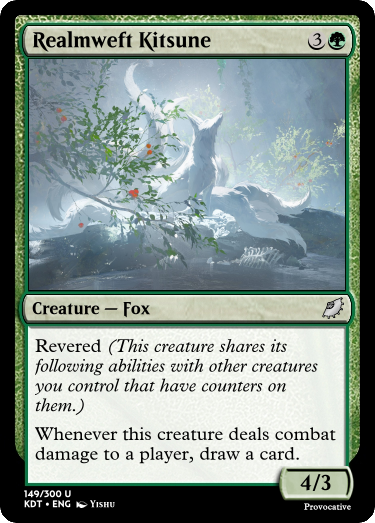 Realmweft Kitsune 3
Creature — Fox
Revered (This creature shares its
following abilities with other creatures
you control that have counters on
them.)
Whenever this creature deals combat
damage to a player, draw a card.
4/3
149/300 U
KDT • ENG Yishu
Provocative